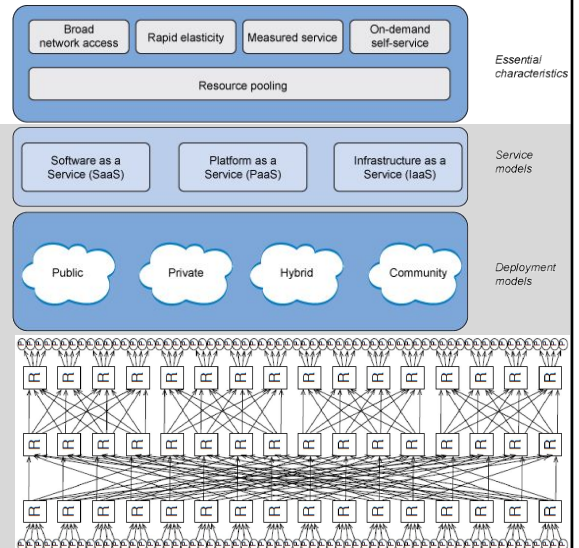 Broad
network access
Rapid elasticity
Measured service
On-demand
self-service
Essential
characteristics
Resource pooling
Software as a
Service (SaaS)
Platform as a
Service (PaaS)
Infrastructure as a
Service (IaaS)
Service
models
Public
Private
Hybrid
Community
Deployment
models
R R R R R R R R R R R R R R R R
R R R R R R R R R R R R R R R R
R R R R R R R R R R R R R R R R